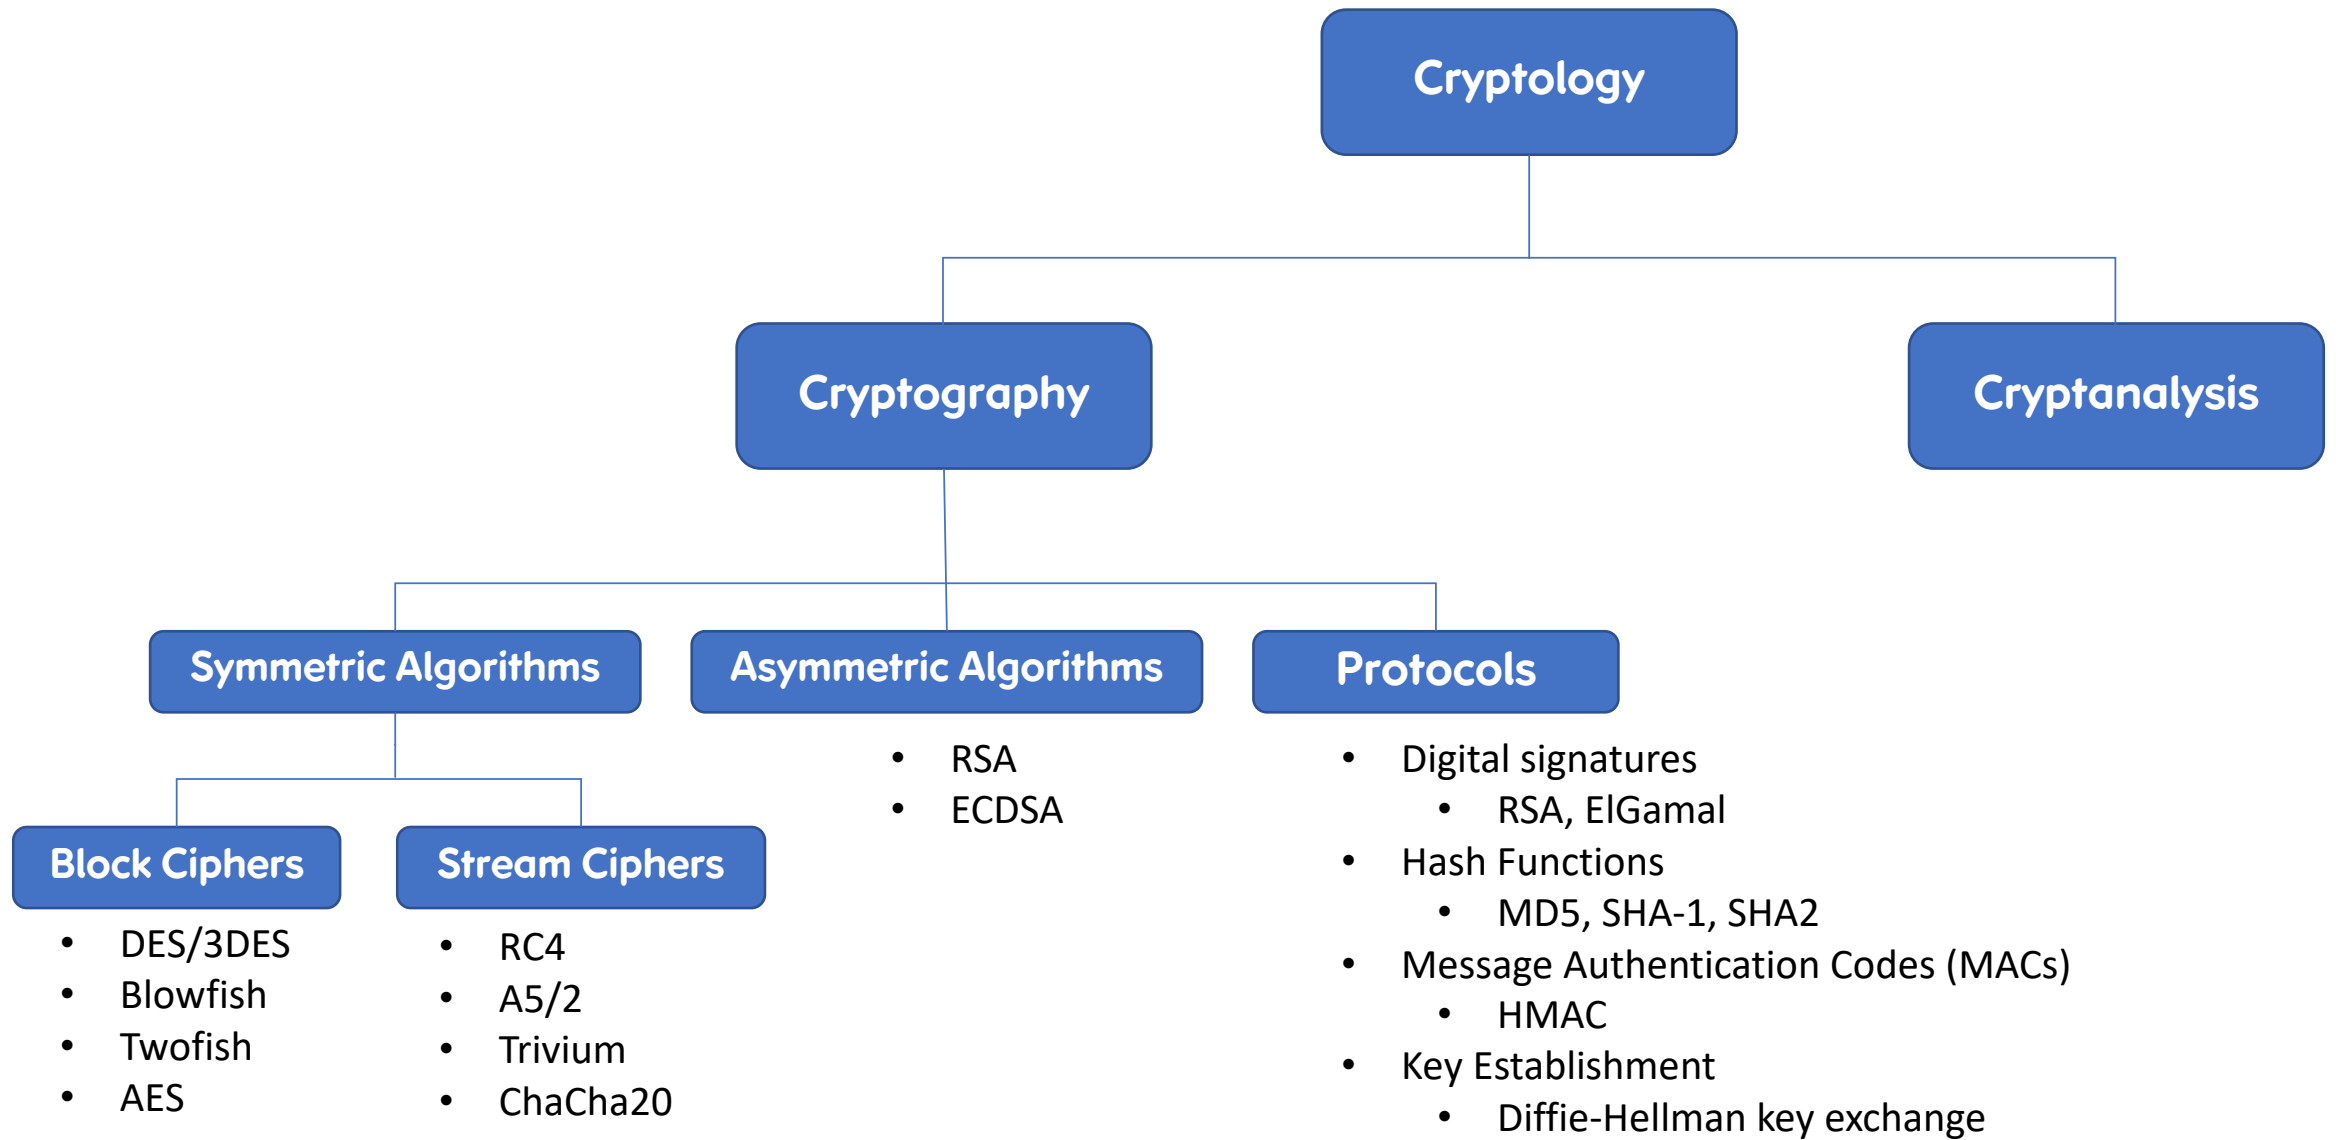 Cryptology
Cryptography
Cryptanalysis
Symmetric Algorithms
Asymmetric Algorithms
Protocols
• RSA
• ECDSA
• Digital signatures
• RSA, ElGamal
• Hash Functions
• MD5, SHA-1, SHA2
• Message Authentication Codes (MACs)
• HMAC
• Key Establishment
• Diffie-Hellman key exchange
Block Ciphers
• DES/3DES
• Blowfish
• Twofish
• AES
Stream Ciphers
• RC4
• A5/2
• Trivium
• ChaCha20